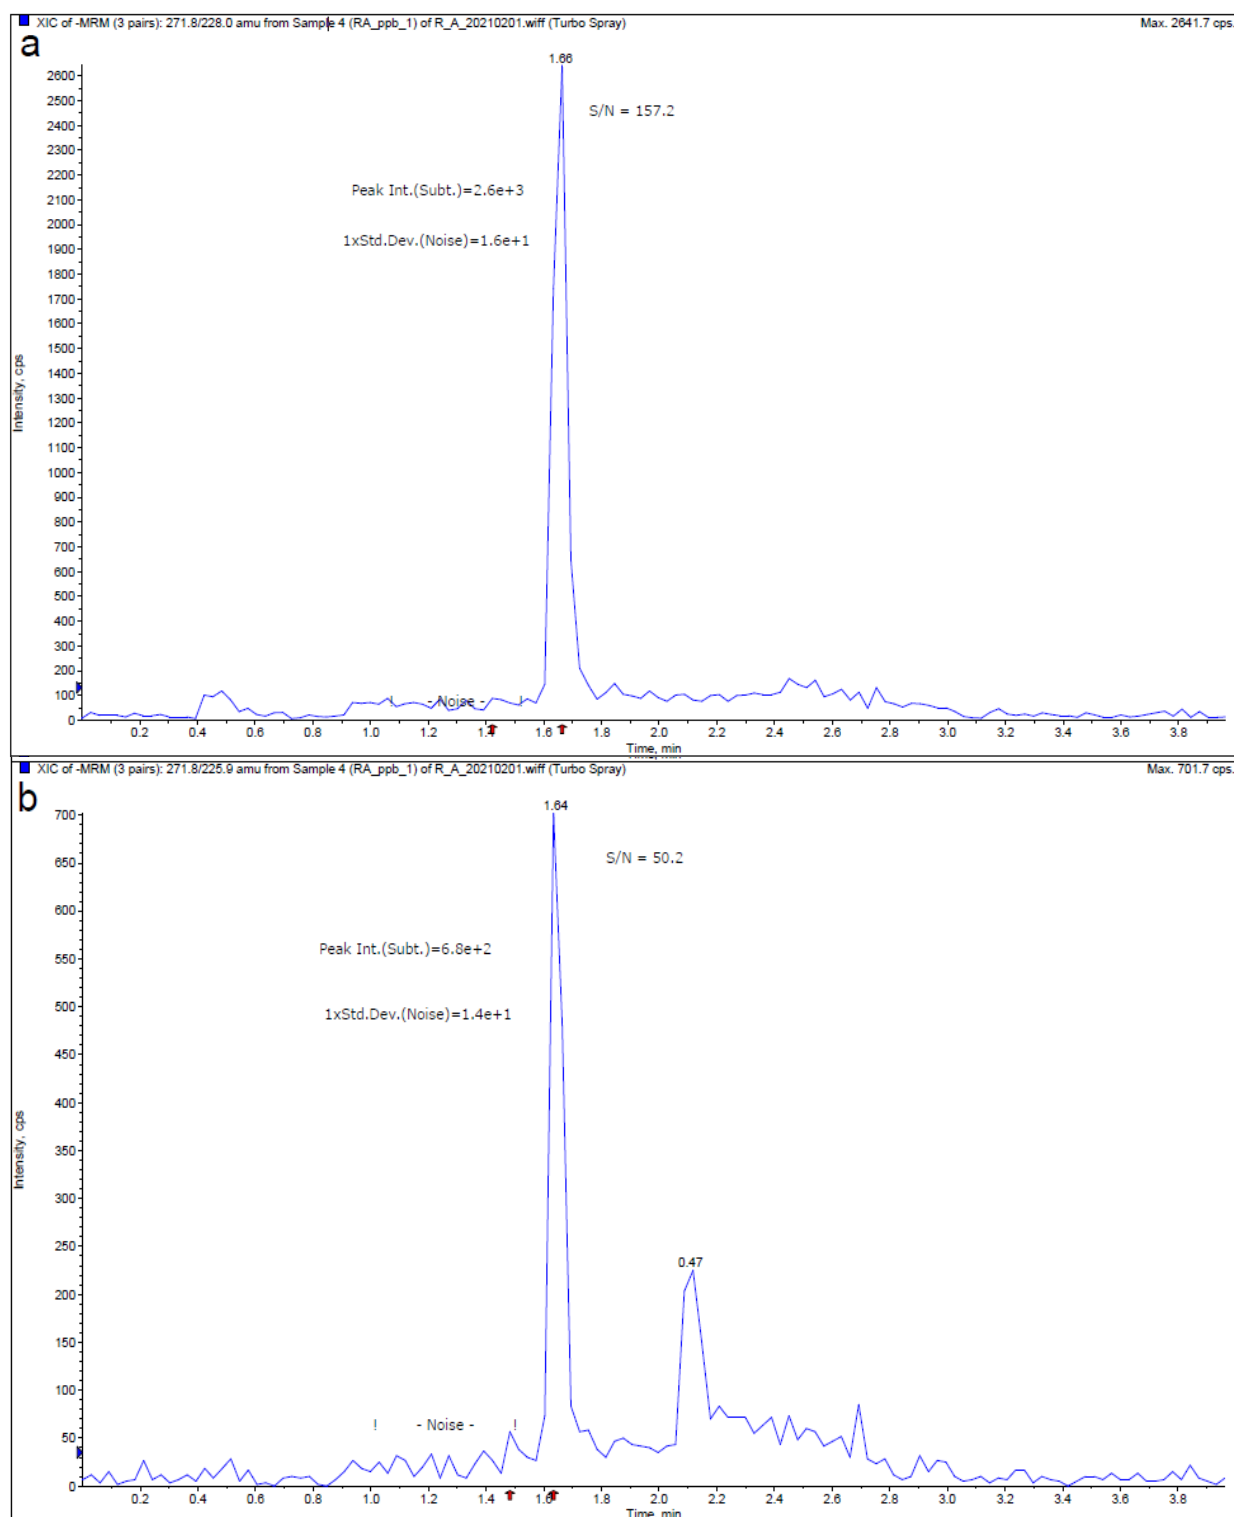 XIC of -MRM (3 pairs): 271.8/228.0 amu from Sample 4 (RA_ppb_1) of R_A_20210201.wiff (Turbo Spray) Max. 2641.7 cps.
a
1.66
S/N = 157.2
Peak Int.(Subt.)=2.6e+3
1xStd.Dev.(Noise)=1.6e+1
Intensity, cps
2600
2500
2400
2300
2200
2100
2000
1900
1800
1700
1600
1500
1400
1300
1200
1100
1000
900
800
700
600
500
400
300
200
100
0
! - Noise - !
0.2 0.4 0.6 0.8 1.0 1.2 1.4 1.6 1.8 2.0 2.2 2.4 2.6 2.8 3.0 3.2 3.4 3.6 3.8
Time, min
XIC of -MRM (3 pairs): 271.8/225.9 amu from Sample 4 (RA_ppb_1) of R_A_20210201.wiff (Turbo Spray) Max. 701.7 cps.
b
1.64
S/N = 50.2
Peak Int.(Subt.)=6.8e+2
1xStd.Dev.(Noise)=1.4e+1
0.47
Intensity, cps
700
650
600
550
500
450
400
350
300
250
200
150
100
50
0
! - Noise - !
0.2 0.4 0.6 0.8 1.0 1.2 1.4 1.6 1.8 2.0 2.2 2.4 2.6 2.8 3.0 3.2 3.4 3.6 3.8
Time, min